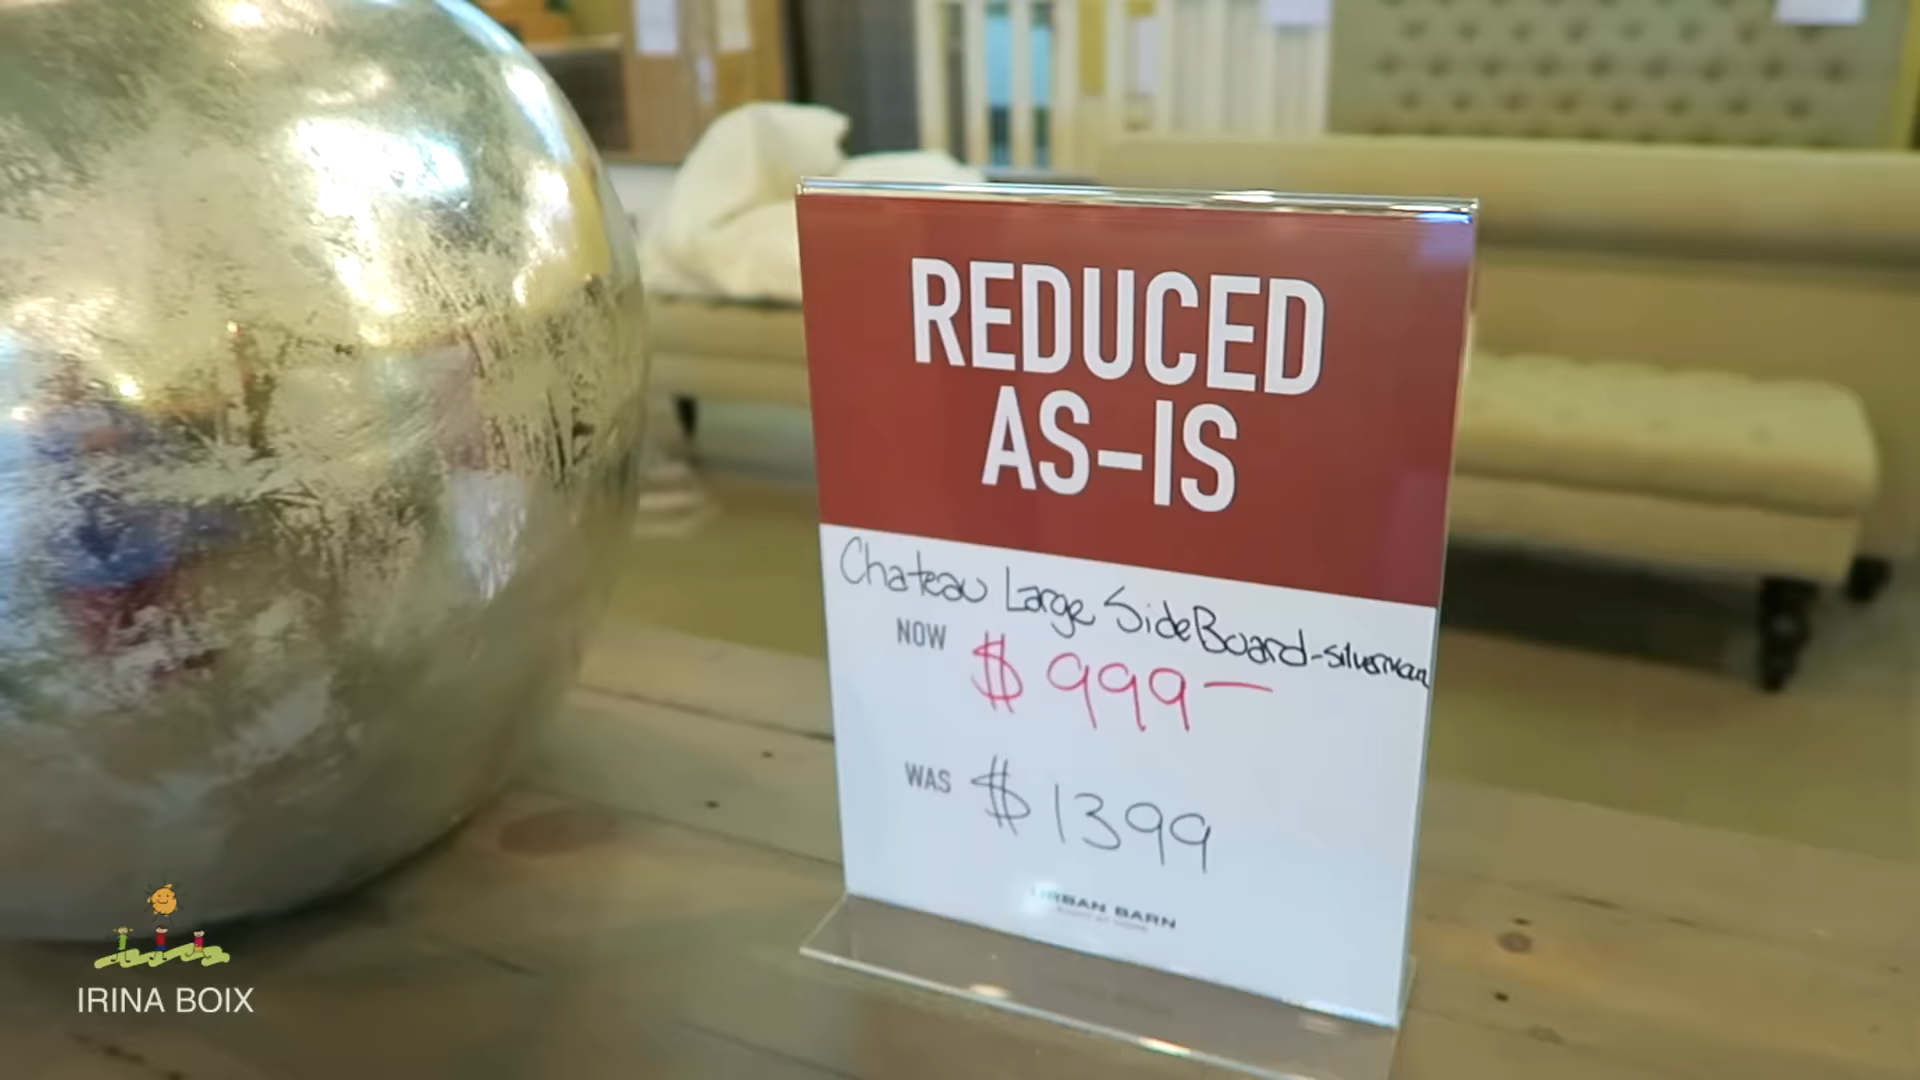 REDUCED
AS-IS
Chateau Large SideBoard-Silverman
NOW $999-
WAS $1399
URBAN BARN
IRINA BOIX